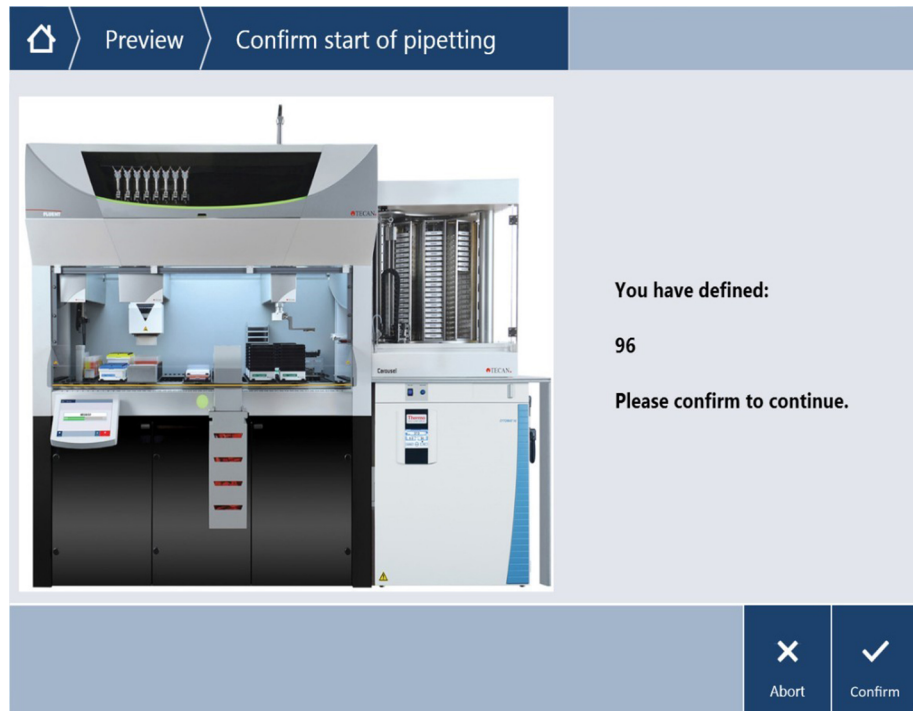 Preview
Confirm start of pipetting
TECAN
Carousel
TECAN
Thermo
You have defined:
96
Please confirm to continue.
Abort
Confirm